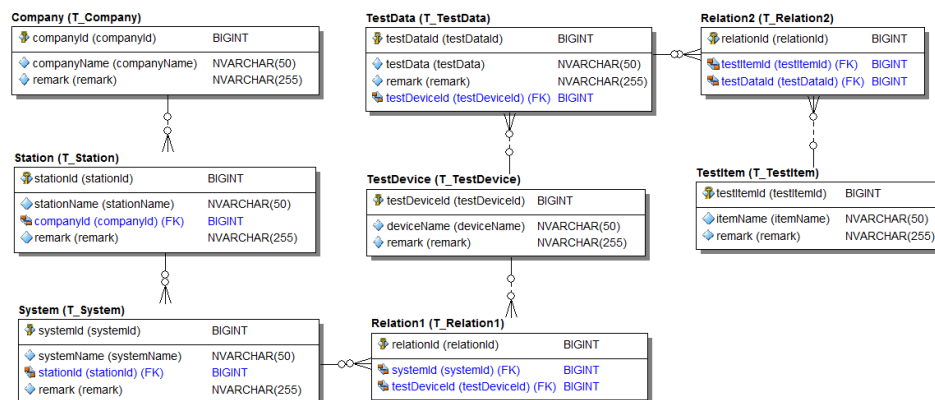 Company (T_Company)
companyId (companyId) BIGINT
companyName (companyName) NVARCHAR(50)
remark (remark) NVARCHAR(255)
Station (T_Station)
stationId (stationId) BIGINT
stationName (stationName) NVARCHAR(50)
companyId (companyId) (FK) BIGINT
remark (remark) NVARCHAR(255)
System (T_System)
systemId (systemId) BIGINT
systemName (systemName) NVARCHAR(50)
stationId (stationId) (FK) BIGINT
remark (remark) NVARCHAR(255)
TestData (T_TestData)
testDataId (testDataId) BIGINT
testData (testData) NVARCHAR(50)
remark (remark) NVARCHAR(255)
testDeviceId (testDeviceId) (FK) BIGINT
TestDevice (T_TestDevice)
testDeviceId (testDeviceId) BIGINT
deviceName (deviceName) NVARCHAR(50)
remark (remark) NVARCHAR(255)
Relation1 (T_Relation1)
relationId (relationId) BIGINT
systemId (systemId) (FK) BIGINT
testDeviceId (testDeviceId) (FK) BIGINT
Relation2 (T_Relation2)
relationId (relationId) BIGINT
testItemId (testItemId) (FK) BIGINT
testDataId (testDataId) (FK) BIGINT
TestItem (T_TestItem)
testItemId (testItemId) BIGINT
itemName (itemName) NVARCHAR(50)
remark (remark) NVARCHAR(255)